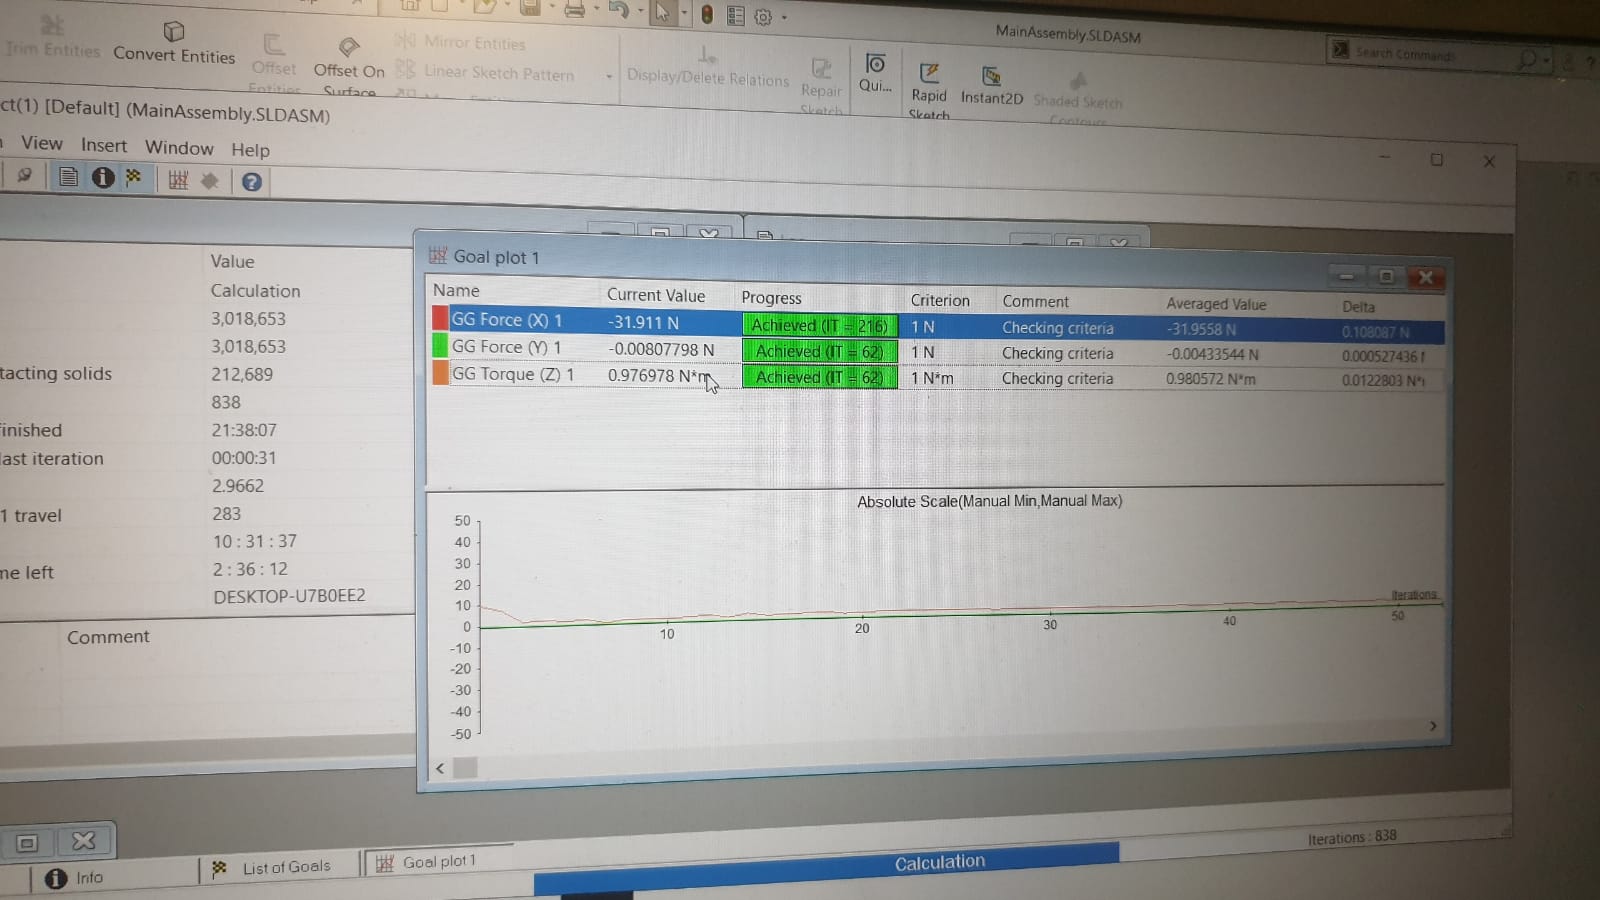 MainAssembly.SLDASM
Search Commands
Trim Entities
Convert Entities
Offset
Entities
Offset On
Surface
Mirror Entities
Linear Sketch Pattern
Display/Delete Relations
Repair
Sketch
Qui...
Rapid
Sketch
Instant2D
Shaded Sketch
Contours
ct(1) [Default] (MainAssembly.SLDASM)
View Insert Window Help
Value
Calculation
3,018,653
3,018,653
tacting solids 212,689
838
finished 21:38:07
last iteration 00:00:31
2.9662
1 travel 283
10 : 31 : 37
me left 2 : 36 : 12
DESKTOP-U7B0EE2
Comment
Goal plot 1
Name Current Value Progress Criterion Comment Averaged Value Delta
GG Force (X) 1 -31.911 N Achieved (IT = 216) 1 N Checking criteria -31.9558 N 0.108087 N
GG Force (Y) 1 -0.00807798 N Achieved (IT = 62) 1 N Checking criteria -0.00433544 N 0.000527436 N
GG Torque (Z) 1 0.976978 N*m Achieved (IT = 62) 1 N*m Checking criteria 0.980572 N*m 0.0122803 N*
Absolute Scale(Manual Min,Manual Max)
50
40
30
20
10
0
-10
-20
-30
-40
-50
Iterations
10 20 30 40 50
Info
List of Goals
Goal plot 1
Calculation
Iterations : 838